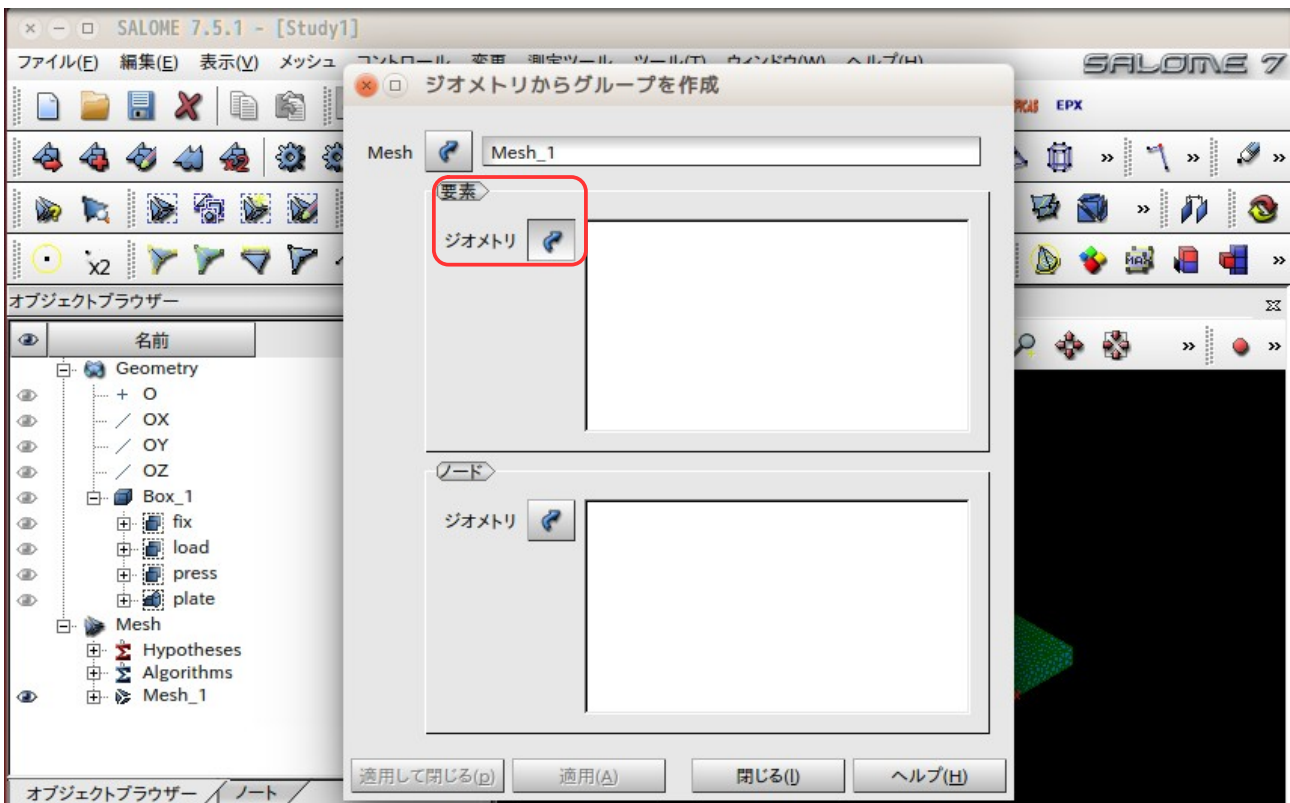 SALOME 7.5.1 - [Study1]
ファイル(F) 編集(E) 表示(V) メッシュ コントロール 変更 測定ツール ツール(T) ウィンドウ(W) ヘルプ(H)
SALOME 7
ジオメトリからグループを作成
EPX
Mesh Mesh_1
要素
ジオメトリ
x2
オブジェクトブラウザー
名前
Geometry
O
OX
OY
OZ
Box_1
fix
load
press
plate
Mesh
Hypotheses
Algorithms
Mesh_1
ノード
ジオメトリ
適用して閉じる(p) 適用(A) 閉じる(l) ヘルプ(H)
オブジェクトブラウザー ノート